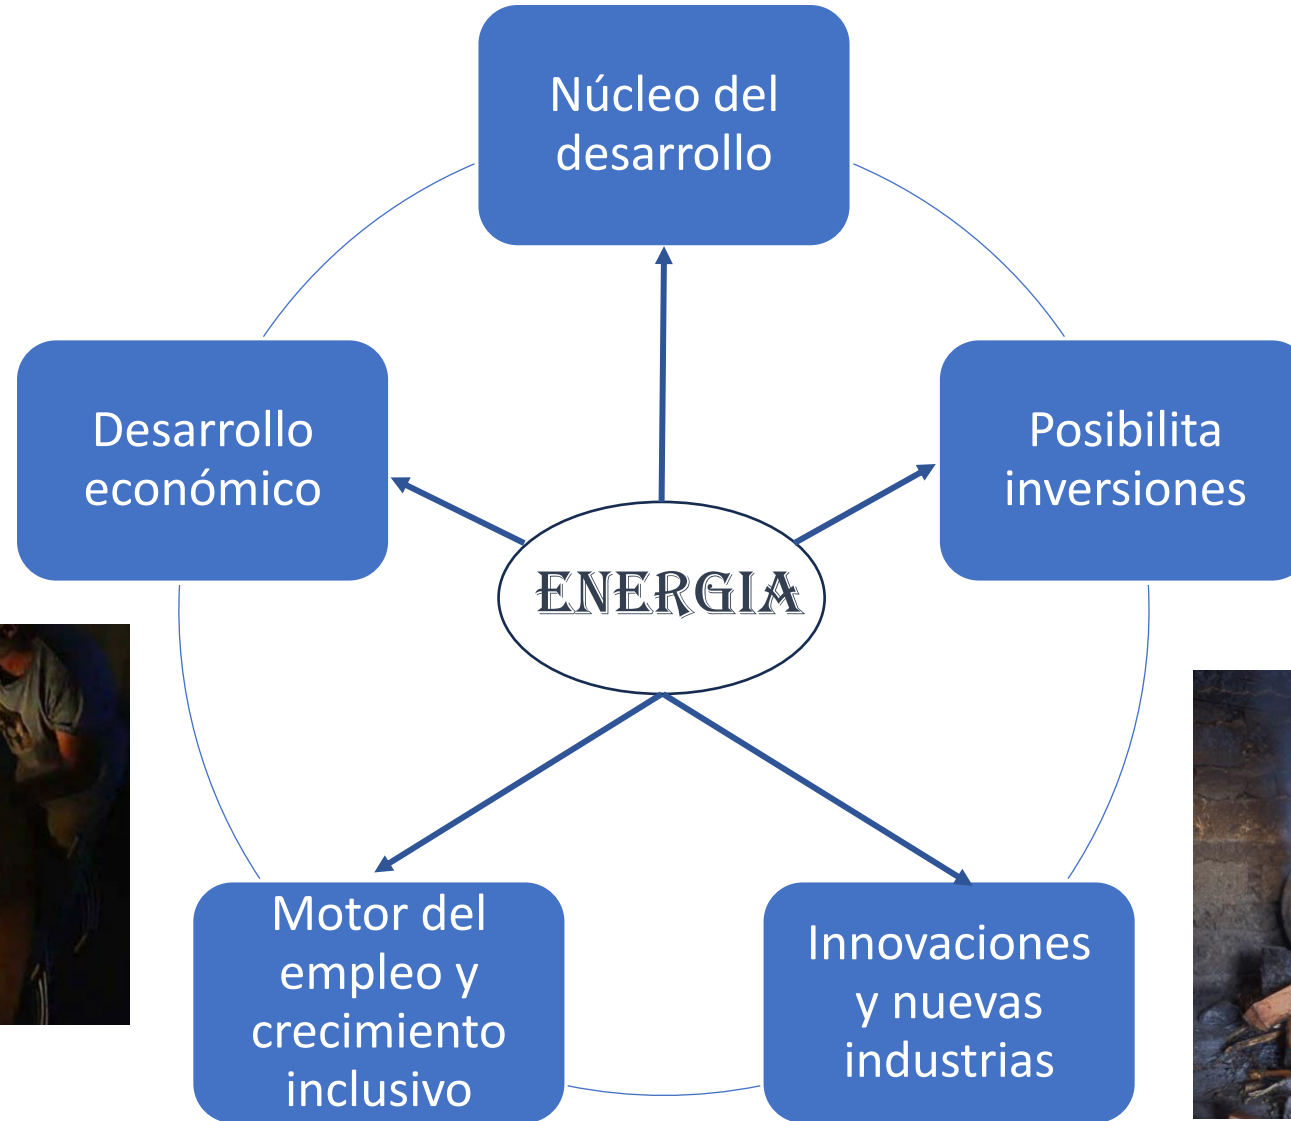 Núcleo del
desarrollo
Desarrollo
económico
Posibilita
inversiones
ENERGIA
Motor del
empleo y
crecimiento
inclusivo
Innovaciones
y nuevas
industrias